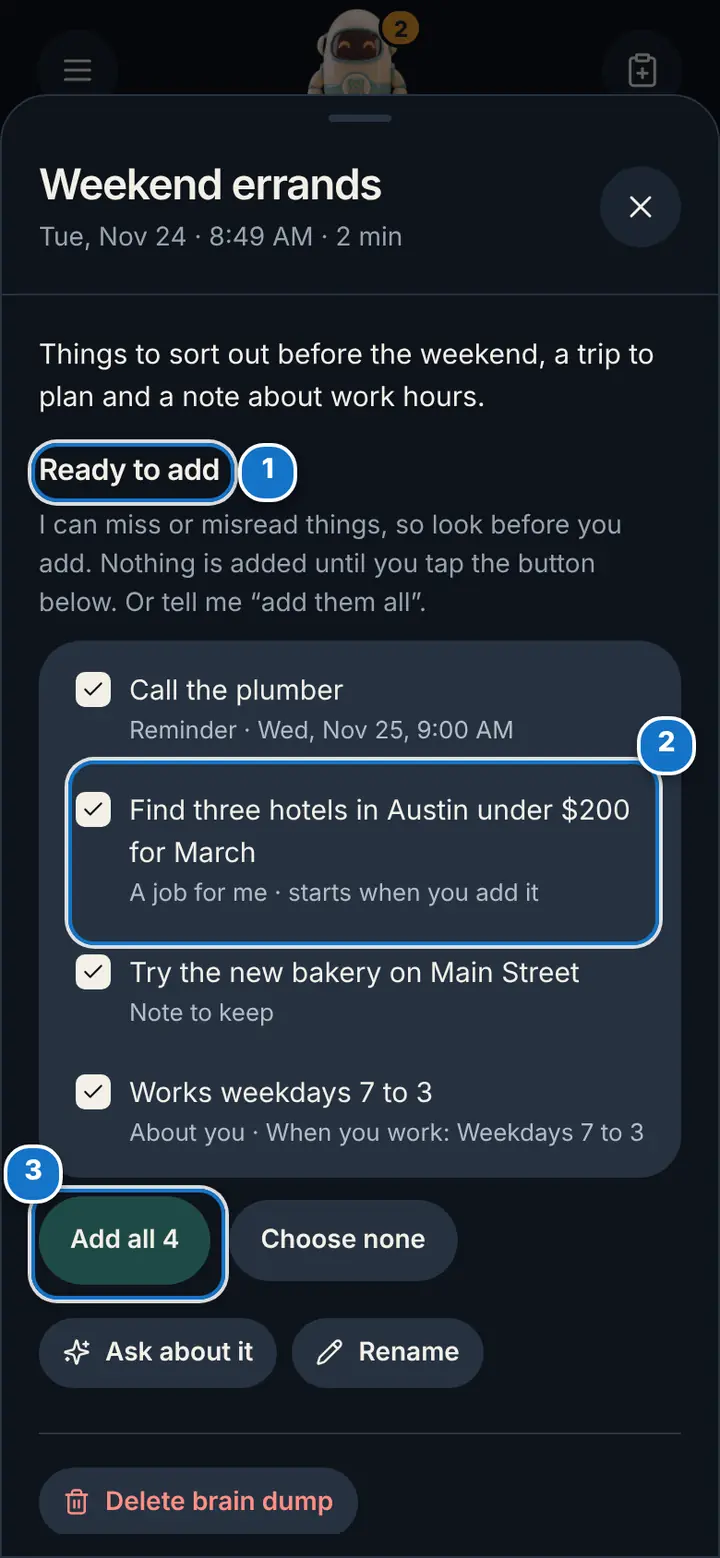 2
Weekend errands
Tue, Nov 24 · 8:49 AM · 2 min
Things to sort out before the weekend, a trip to
plan and a note about work hours.
Ready to add
1
I can miss or misread things, so look before you
add. Nothing is added until you tap the button
below. Or tell me “add them all”.
Call the plumber
Reminder · Wed, Nov 25, 9:00 AM
2
Find three hotels in Austin under $200
for March
A job for me · starts when you add it
Try the new bakery on Main Street
Note to keep
Works weekdays 7 to 3
About you · When you work: Weekdays 7 to 3
3
Add all 4
Choose none
Ask about it
Rename
Delete brain dump